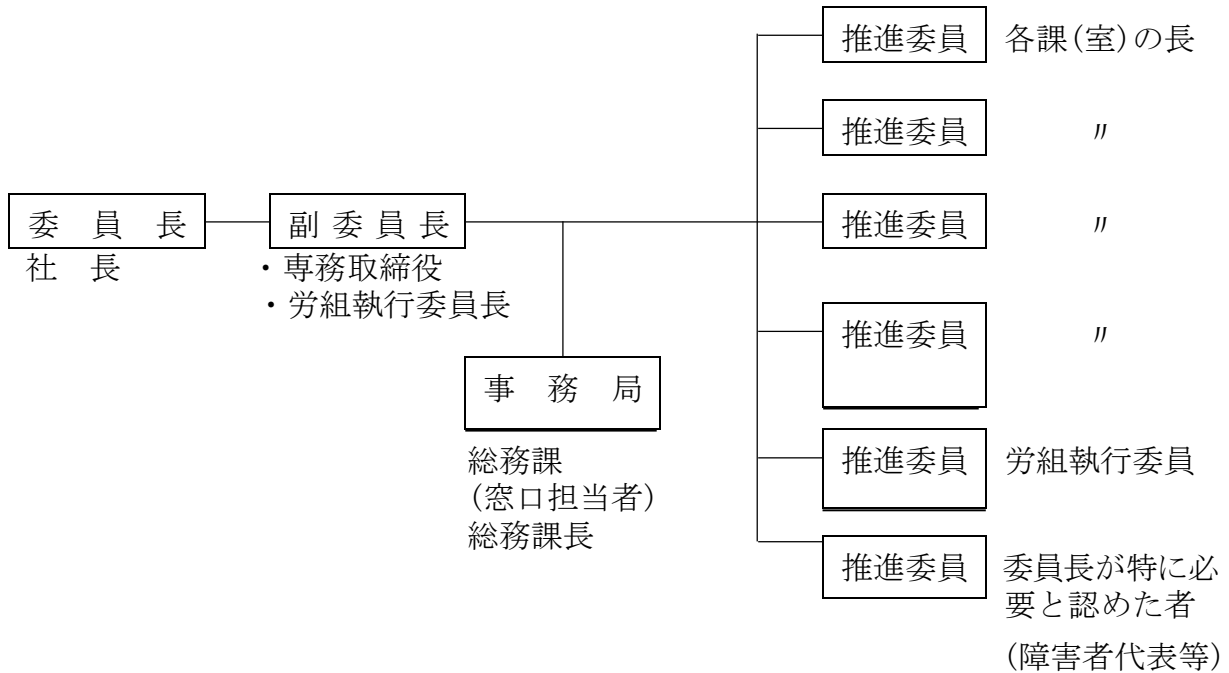 推進委員 各課(室)の長
推進委員 〃
委員長 副委員長 推進委員 〃
社長 ・専務取締役
・労組執行委員長
推進委員 〃
事務局
推進委員 労組執行委員
総務課
(窓口担当者)
総務課長
推進委員 委員長が特に必
要と認めた者
(障害者代表等)